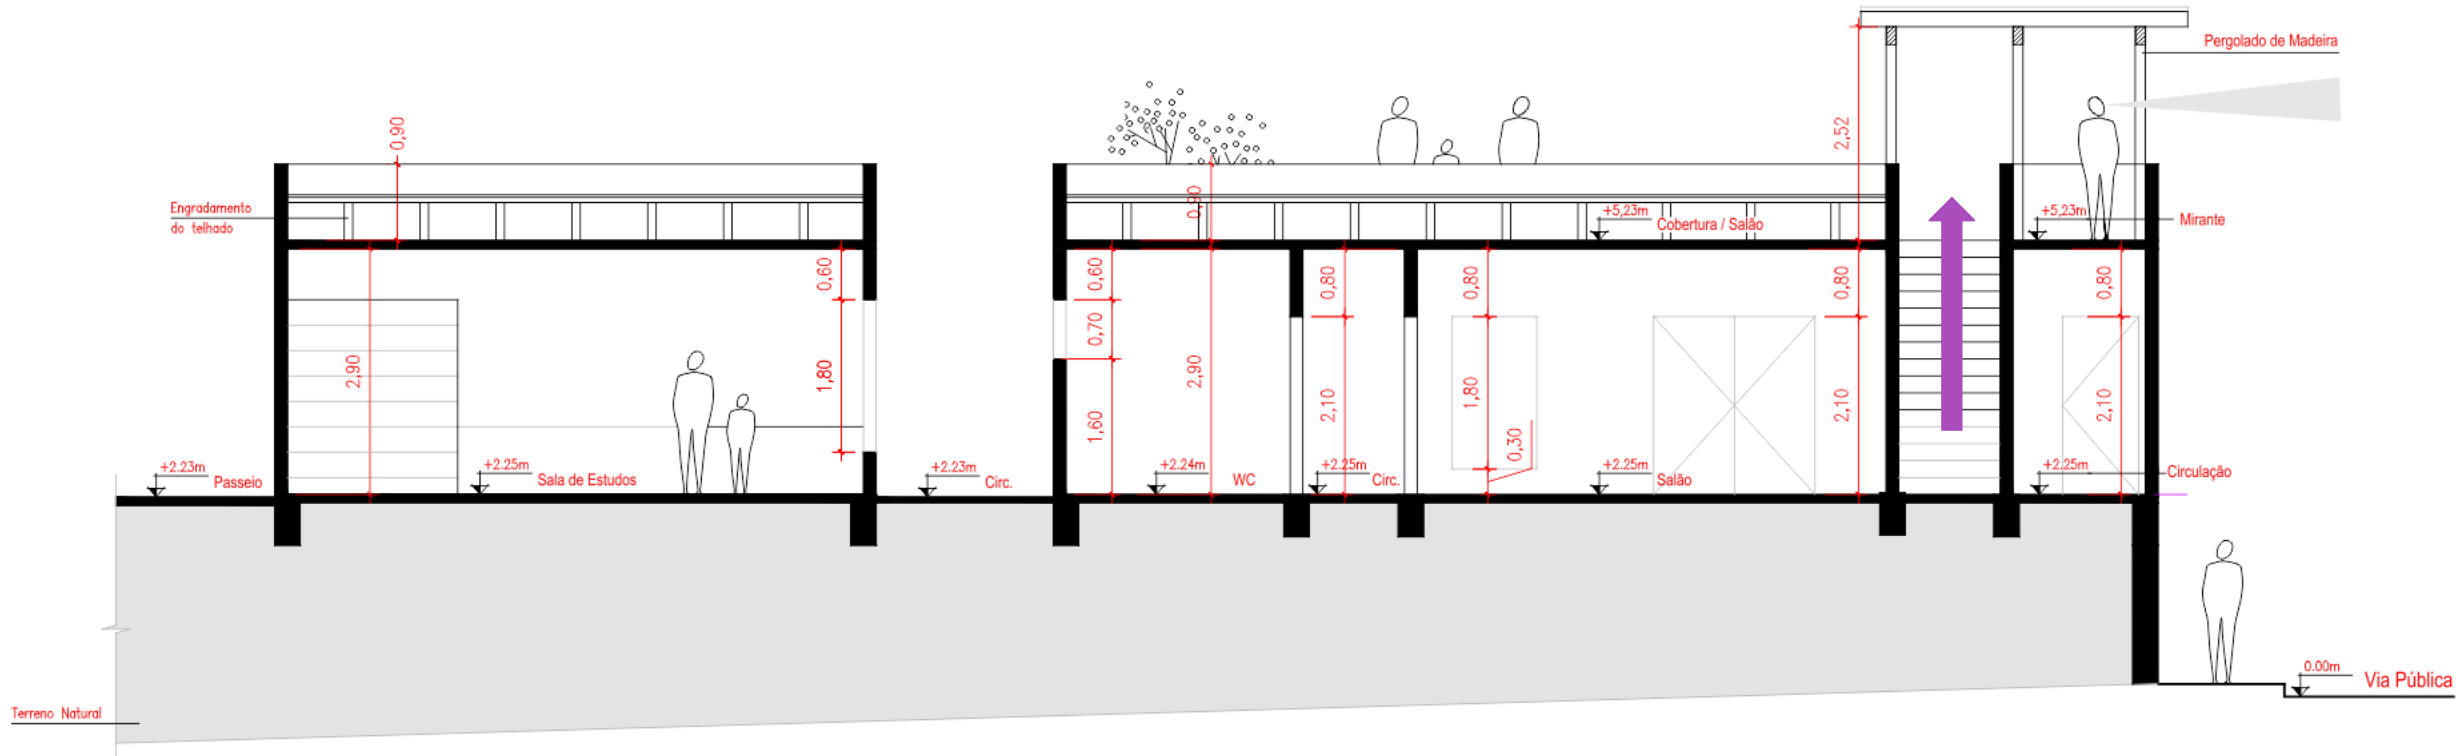 Pergolado de Madeira
0,90
2,52
Engradamento
do telhado
0,90
+5,23m
Cobertura / Salão
+5,23m
Mirante
0,60
0,60
0,80
0,80
0,80
0,80
0,70
2,90
1,80
2,90
1,60
2,10
1,80
2,10
2,10
0,30
+2.23m
Passeio
+2.25m
Sala de Estudos
+2.23m
Circ.
+2.24m
WC
+2.25m
Circ.
+2.25m
Salão
+2.25m
Circulação
0.00m
Via Pública
Terreno Natural